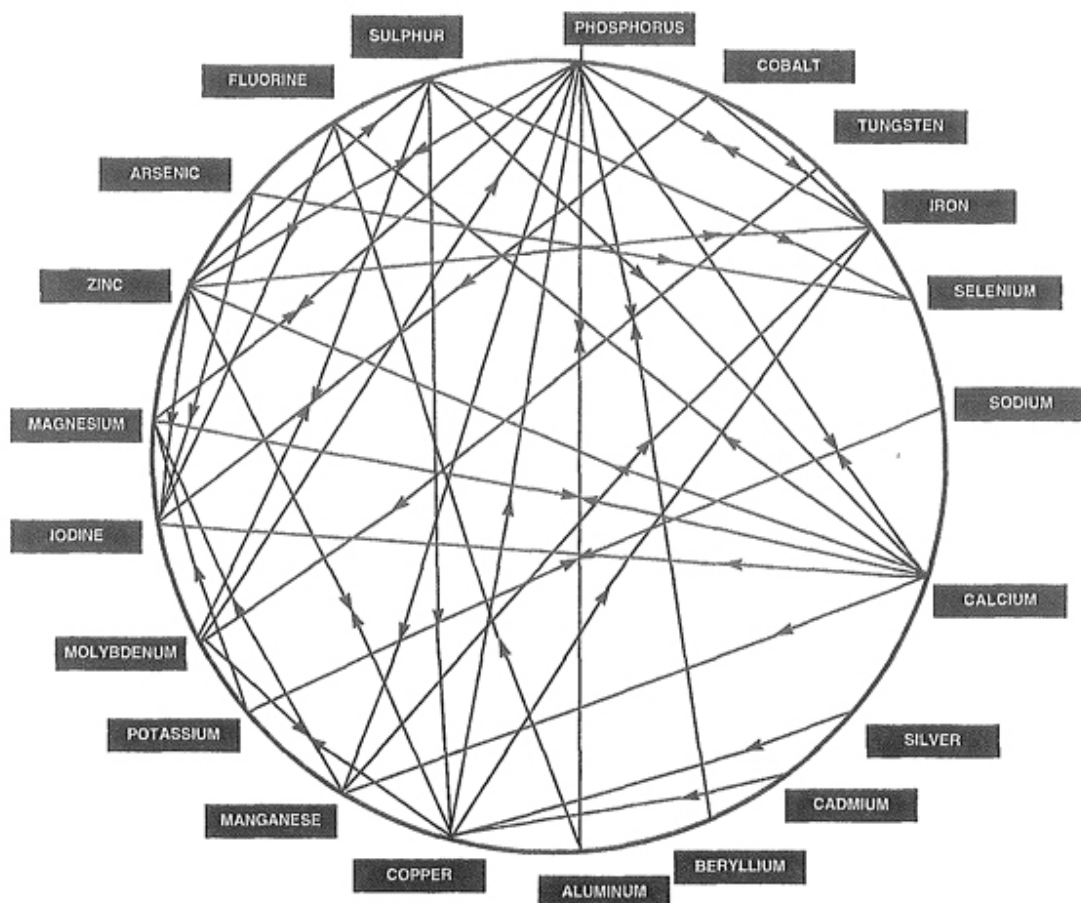 PHOSPHORUS
SULPHUR
COBALT
FLUORINE
TUNGSTEN
ARSENIC
IRON
ZINC
SELENIUM
MAGNESIUM
SODIUM
IODINE
CALCIUM
MOLYBDENUM
POTASSIUM
SILVER
MANGANESE
CADMIUM
COPPER
BERYLLIUM
ALUMINUM